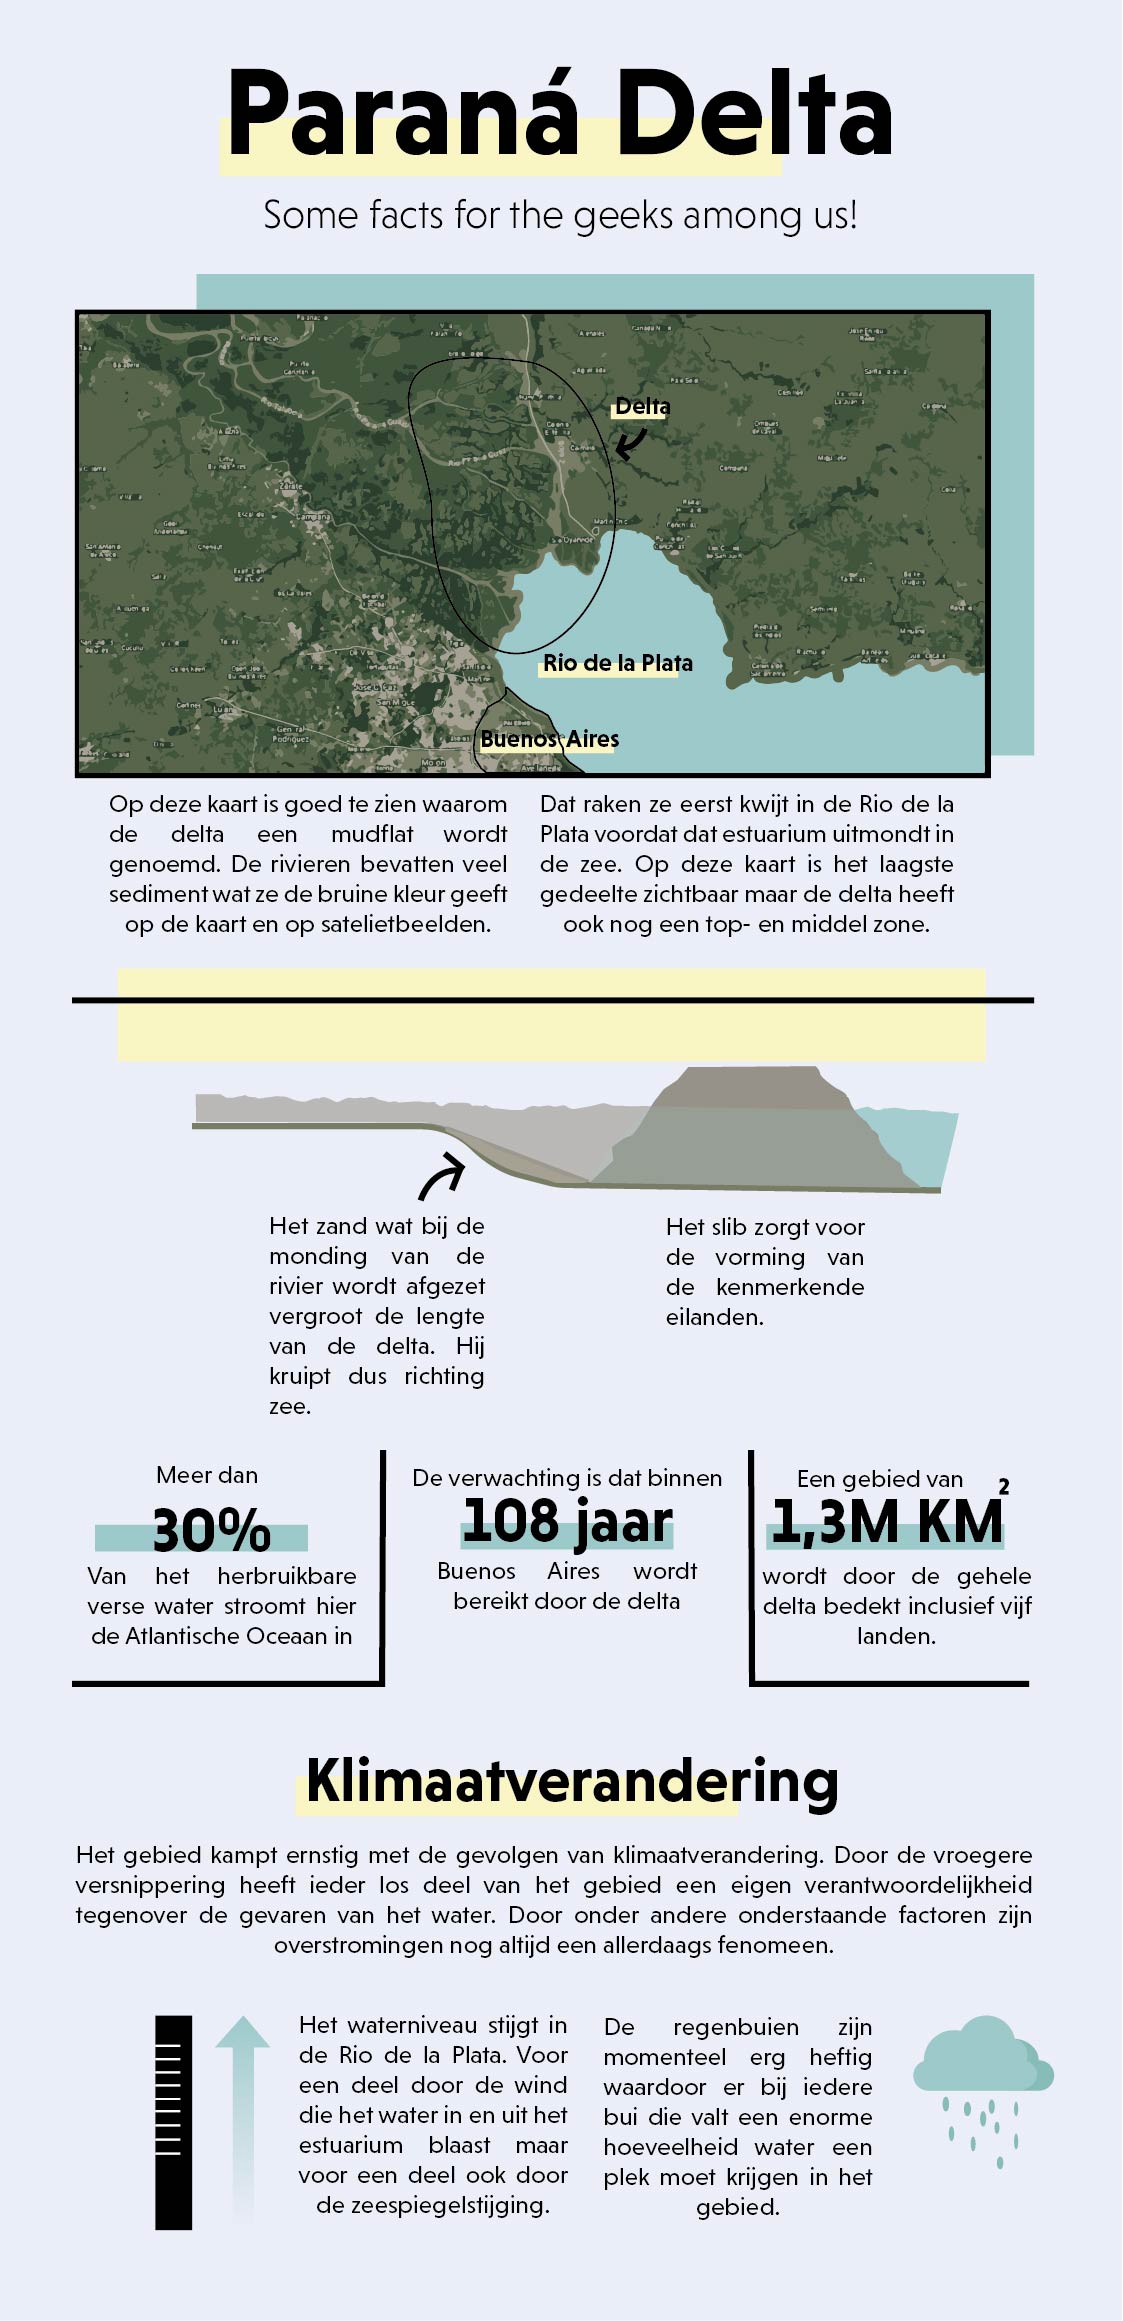 Paraná Delta
Some facts for the geeks among us!
Delta
Zárate
Campana
José C. Paz
Luján
Rio de la Plata
Buenos Aires
Op deze kaart is goed te zien waarom
de delta een mudflat wordt
genoemd. De rivieren bevatten veel
sediment wat ze de bruine kleur geeft
op de kaart en op satelietbeelden.
Dat raken ze eerst kwijt in de Rio de la
Plata voordat dat estuarium uitmondt in
de zee. Op deze kaart is het laagste
gedeelte zichtbaar maar de delta heeft
ook nog een top- en middel zone.
Het zand wat bij de
monding van de
rivier wordt afgezet
vergroot de lengte
van de delta. Hij
kruipt dus richting
zee.
Het slib zorgt voor
de vorming van
de kenmerkende
eilanden.
Meer dan
30%
Van het herbruikbare
verse water stroomt hier
de Atlantische Oceaan in
De verwachting is dat binnen
108 jaar
Buenos Aires wordt
bereikt door de delta
Een gebied van
1,3M KM²
wordt door de gehele
delta bedekt inclusief vijf
landen.
Klimaatverandering
Het gebied kampt ernstig met de gevolgen van klimaatverandering. Door de vroegere
versnippering heeft ieder los deel van het gebied een eigen verantwoordelijkheid
tegenover de gevaren van het water. Door onder andere onderstaande factoren zijn
overstromingen nog altijd een allerdaags fenomeen.
Het waterniveau stijgt in
de Rio de la Plata. Voor
een deel door de wind
die het water in en uit het
estuarium blaast maar
voor een deel ook door
de zeespiegelstijging.
De regenbuien zijn
momenteel erg heftig
waardoor er bij iedere
bui die valt een enorme
hoeveelheid water een
plek moet krijgen in het
gebied.